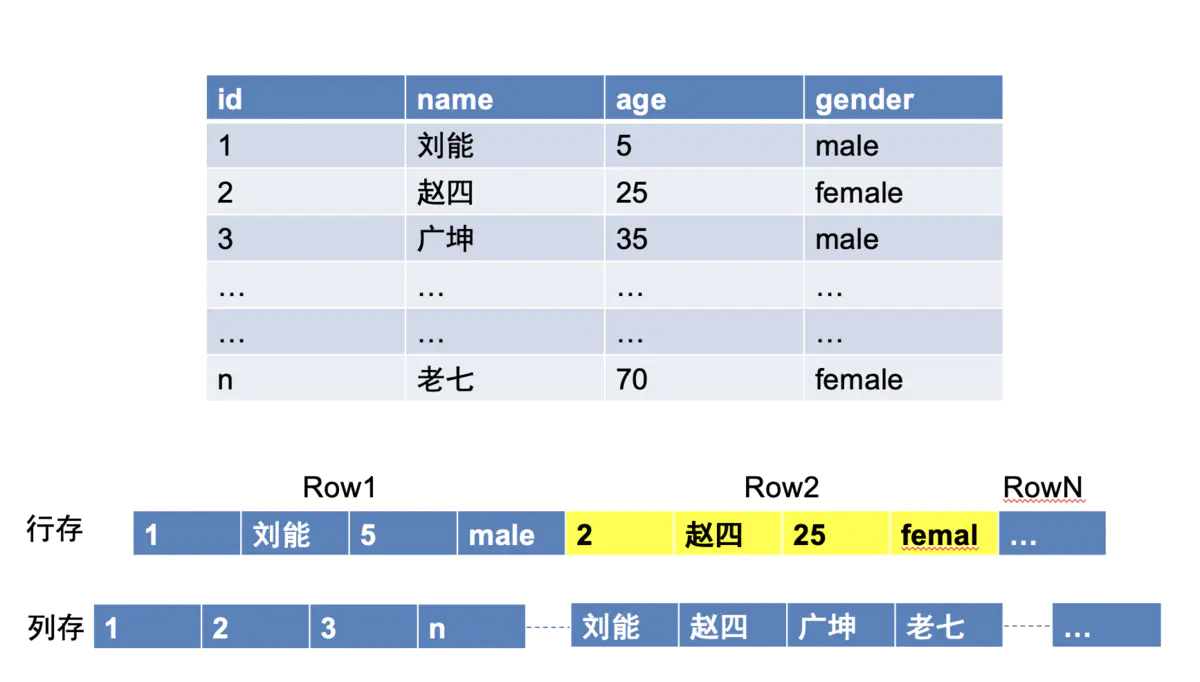 id name age gender
1 刘能 5 male
2 赵四 25 female
3 广坤 35 male
… … … …
… … … …
n 老七 70 female
Row1 Row2 RowN
行存 1 刘能 5 male 2 赵四 25 femal …
列存 1 2 3 n 刘能 赵四 广坤 老七 …